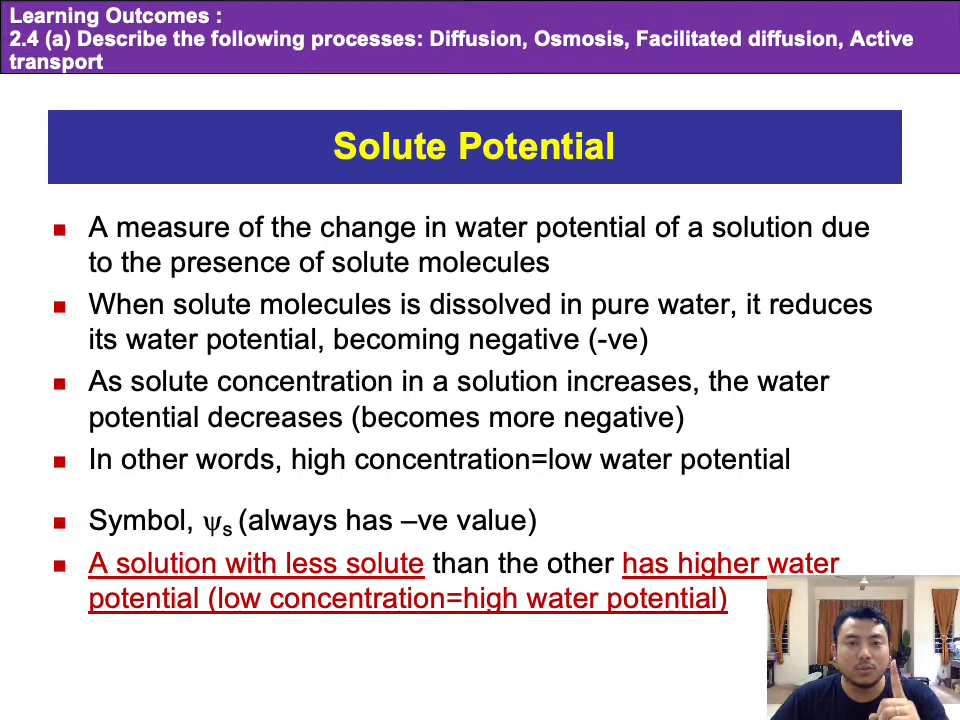 Learning Outcomes :
2.4 (a) Describe the following processes: Diffusion, Osmosis, Facilitated diffusion, Active
transport
Solute Potential
▪ A measure of the change in water potential of a solution due
to the presence of solute molecules
▪ When solute molecules is dissolved in pure water, it reduces
its water potential, becoming negative (-ve)
▪ As solute concentration in a solution increases, the water
potential decreases (becomes more negative)
▪ In other words, high concentration=low water potential
▪ Symbol, ψs (always has –ve value)
▪ A solution with less solute than the other has higher water
potential (low concentration=high water potential)